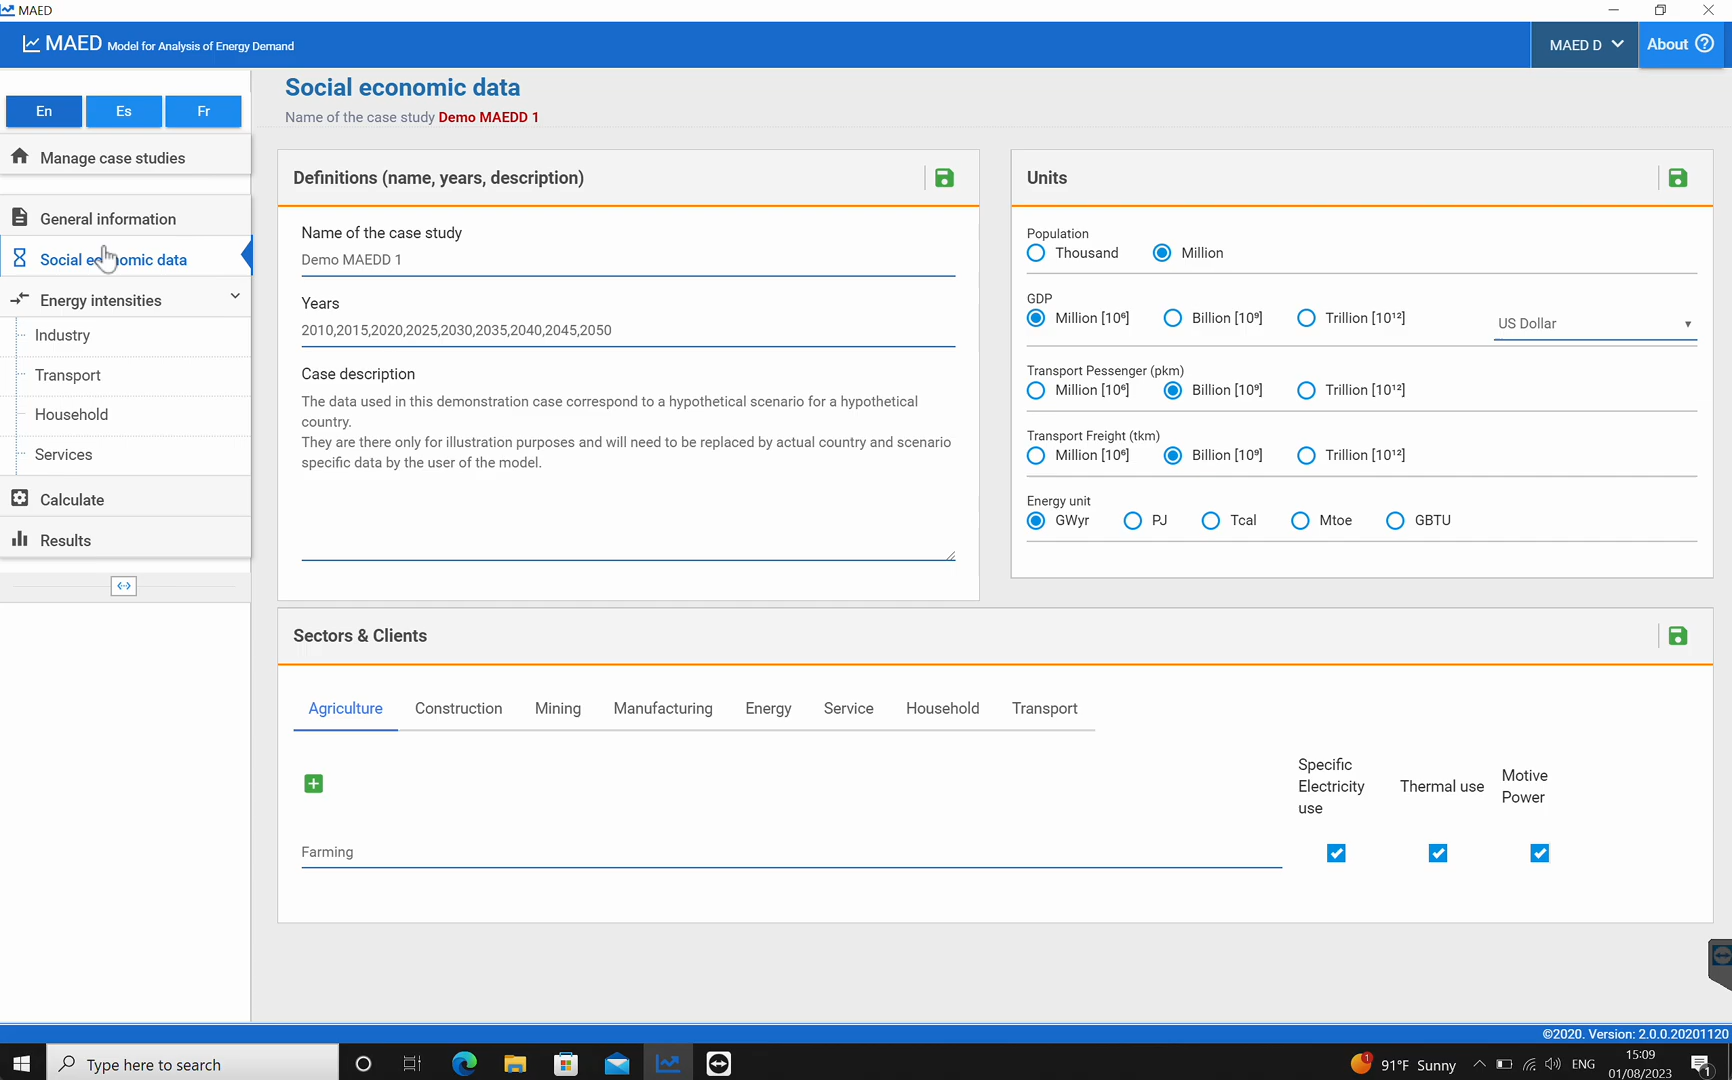 MAED
MAED Model for Analysis of Energy Demand
MAED D
About
En
Es
Fr
Manage case studies
General information
Social economic data
Energy intensities
Industry
Transport
Household
Services
Calculate
Results
Social economic data
Name of the case study Demo MAEDD 1
Definitions (name, years, description)
Name of the case study
Demo MAEDD 1
Years
2010,2015,2020,2025,2030,2035,2040,2045,2050
Case description
The data used in this demonstration case correspond to a hypothetical scenario for a hypothetical
country.
They are there only for illustration purposes and will need to be replaced by actual country and scenario
specific data by the user of the model.
Units
Population
Thousand Million
GDP
Million [10⁶] Billion [10⁹] Trillion [10¹²] US Dollar
Transport Pessenger (pkm)
Million [10⁶] Billion [10⁹] Trillion [10¹²]
Transport Freight (tkm)
Million [10⁶] Billion [10⁹] Trillion [10¹²]
Energy unit
GWyr PJ Tcal Mtoe GBTU
Sectors & Clients
Agriculture Construction Mining Manufacturing Energy Service Household Transport
Specific
Electricity
use
Thermal use
Motive
Power
Farming
©2020. Version: 2.0.0.20201120
Type here to search
1
91°F Sunny
ENG
15:09
01/08/2023
1